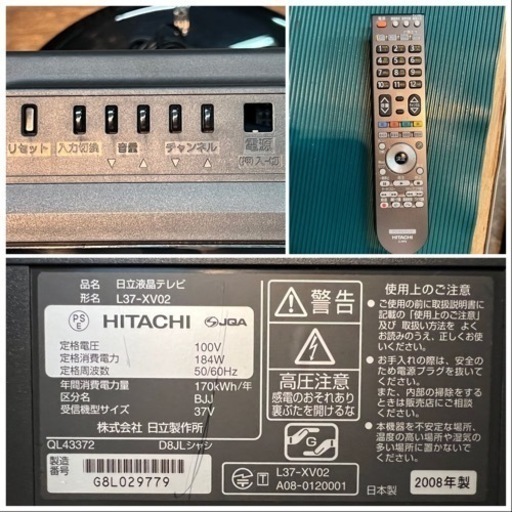 リセット
入力切換
音量
チャンネル
電源
HITACHI
品名 日立液晶テレビ
形名 L37-XV02
PS
E
HITACHI
JQA
定格電圧 100V
定格消費電力 184W
定格周波数 50/60Hz
年間消費電力量 170kWh/年
区分名 BJJ
受信機型サイズ 37V
株式会社 日立製作所
QL43372 D8JLシャシ
製造番号
G8L029779
警告
高圧注意
感電のおそれあり
裏ぶたを開けるな
G
L37-XV02
A08-0120001
使用上のご注意
●ご使用の前に取扱説明書に
記載の「使用上のご注意」
及び 取扱い方法を よく
お読みのうえ、正しくお使い
ください。
●お手入れの際は、安全の
ため電源プラグを抜いて
ください。
また、内部の掃除をする
ときは販売店にご相談
ください。
●本機器を不安定な場所、
温度の高い場所や湿気の
多い場所に置かないで
ください。
日本製
2008年製